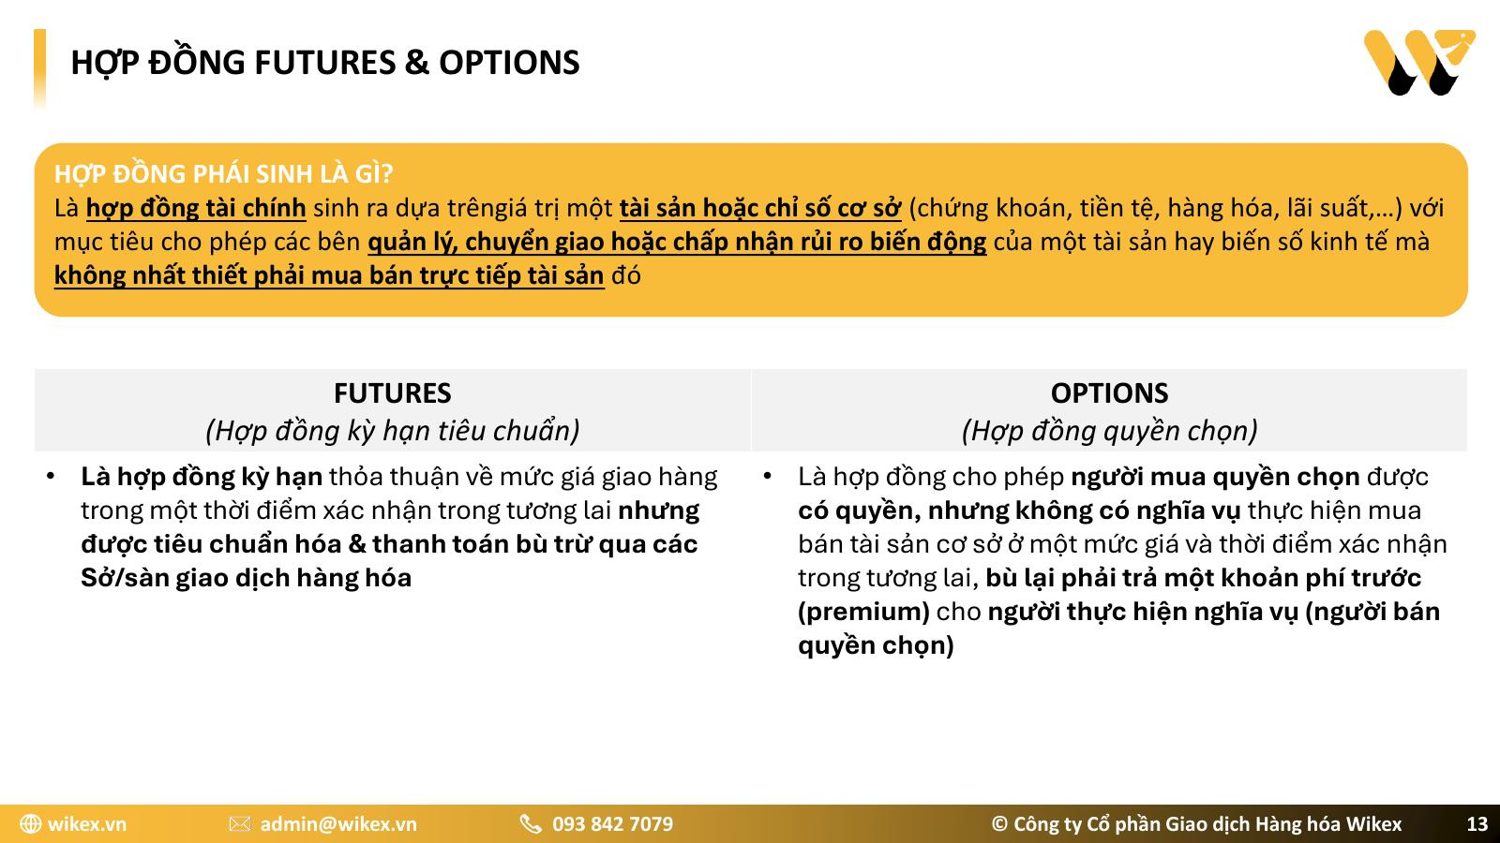 HỢP ĐỒNG FUTURES & OPTIONS
HỢP ĐỒNG PHÁI SINH LÀ GÌ?
Là hợp đồng tài chính sinh ra dựa trêngiá trị một tài sản hoặc chỉ số cơ sở (chứng khoán, tiền tệ, hàng hóa, lãi suất,...) với
mục tiêu cho phép các bên quản lý, chuyển giao hoặc chấp nhận rủi ro biến động của một tài sản hay biến số kinh tế mà
không nhất thiết phải mua bán trực tiếp tài sản đó
FUTURES
(Hợp đồng kỳ hạn tiêu chuẩn)
• Là hợp đồng kỳ hạn thỏa thuận về mức giá giao hàng
trong một thời điểm xác nhận trong tương lai nhưng
được tiêu chuẩn hóa & thanh toán bù trừ qua các
Sở/sàn giao dịch hàng hóa
OPTIONS
(Hợp đồng quyền chọn)
• Là hợp đồng cho phép người mua quyền chọn được
có quyền, nhưng không có nghĩa vụ thực hiện mua
bán tài sản cơ sở ở một mức giá và thời điểm xác nhận
trong tương lai, bù lại phải trả một khoản phí trước
(premium) cho người thực hiện nghĩa vụ (người bán
quyền chọn)
wikex.vn admin@wikex.vn 093 842 7079 © Công ty Cổ phần Giao dịch Hàng hóa Wikex 13